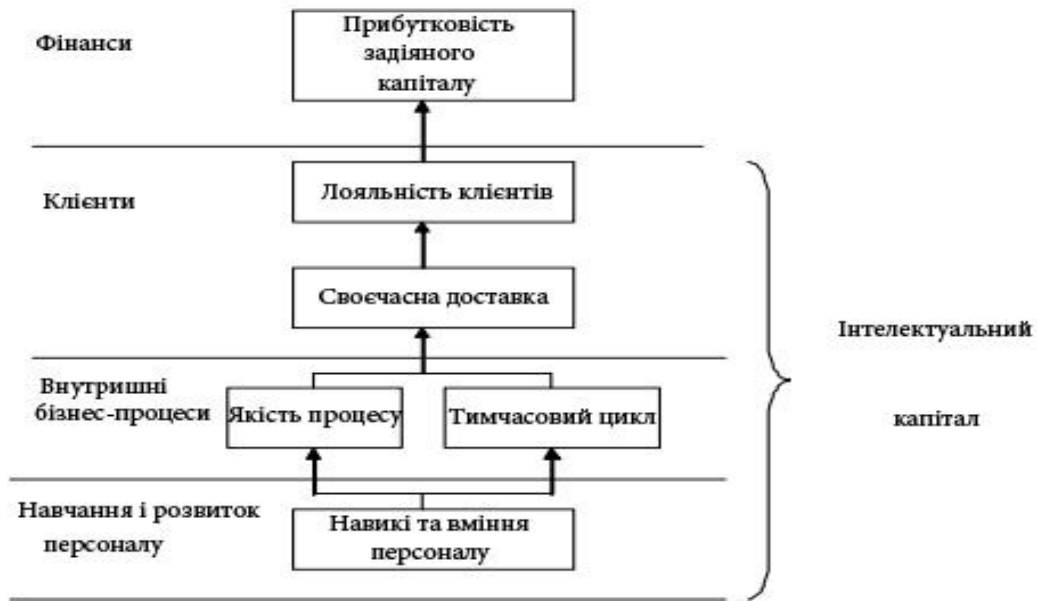 Фінанси
Прибутковість
задіяного
капіталу
Клієнти
Лояльність клієнтів
Своєчасна доставка
Інтелектуальний
капітал
Внутришні
бізнес-процеси
Якість процесу
Тимчасовий цикл
Навчання і розвиток
персоналу
Навикі та вміння
персоналу